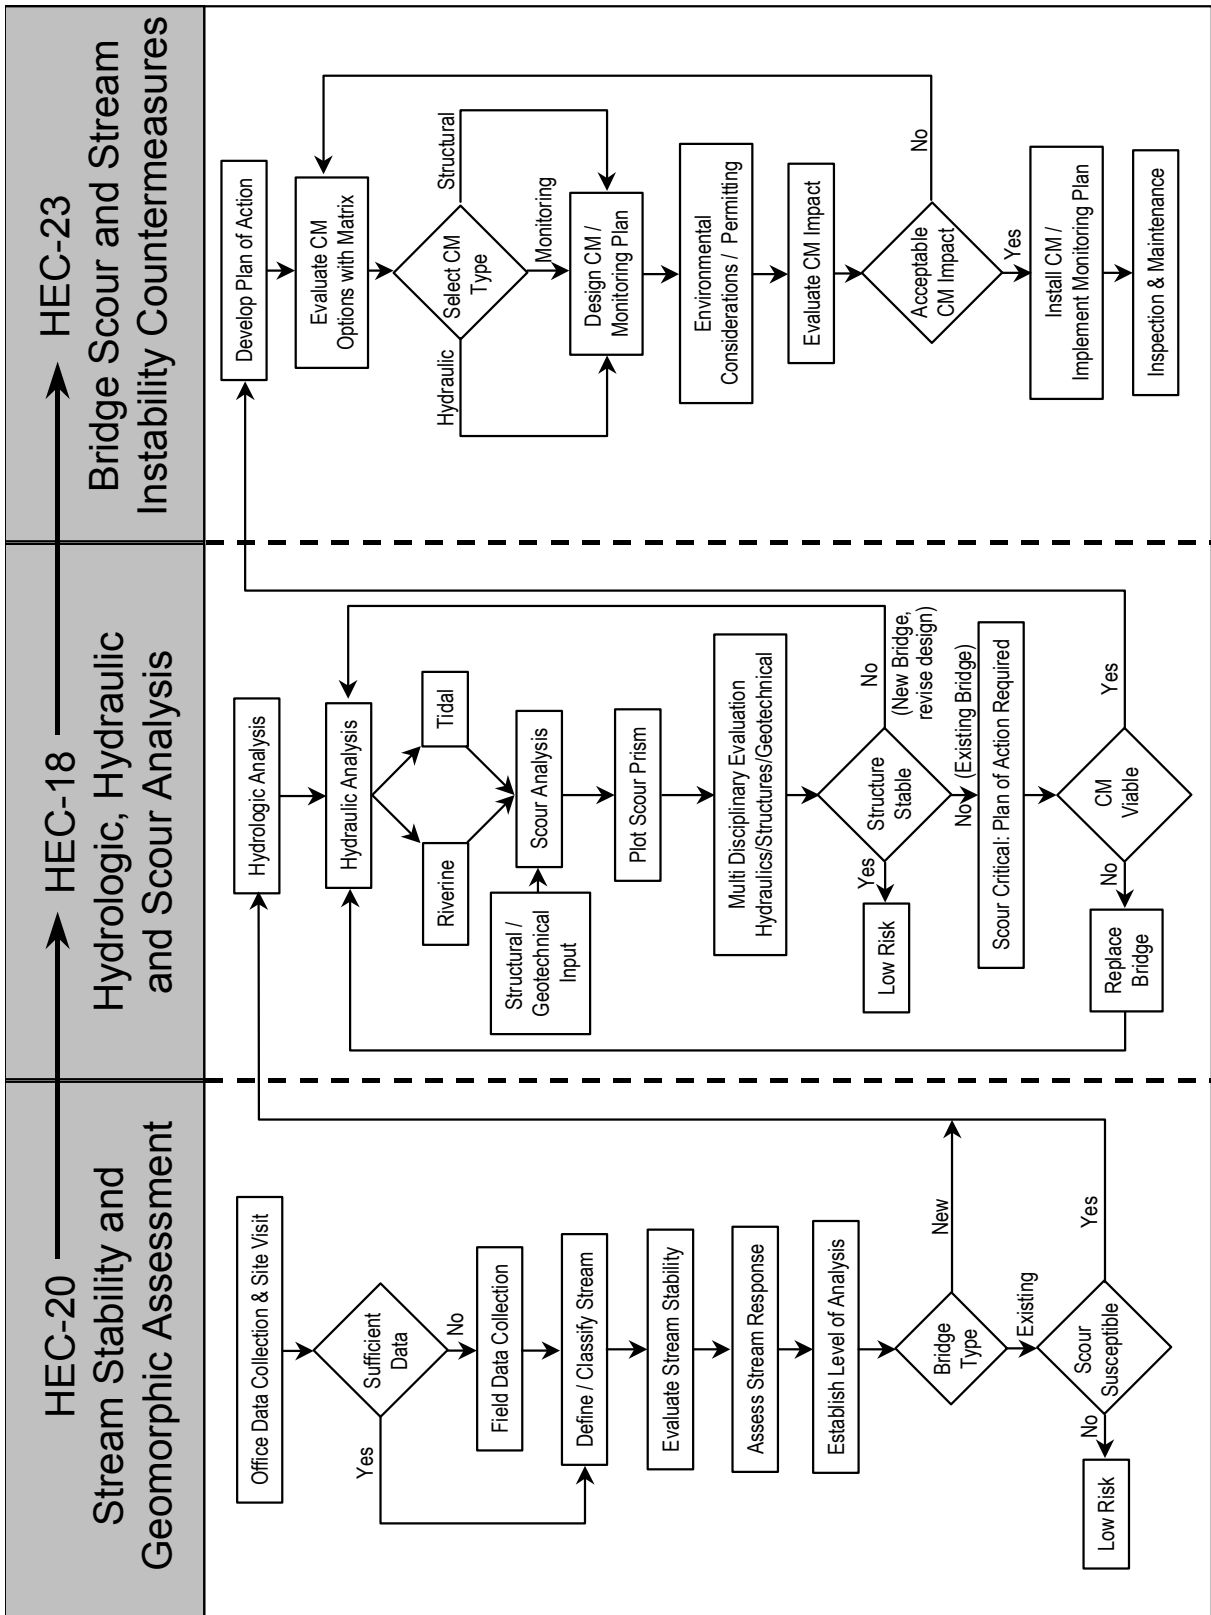 HEC-20
Stream Stability and
Geomorphic Assessment
HEC-18
Hydrologic, Hydraulic
and Scour Analysis
HEC-23
Bridge Scour and Stream
Instability Countermeasures
Office Data Collection & Site Visit
Sufficient
Data
Yes
No
Field Data Collection
Define / Classify Stream
Evaluate Stream Stability
Assess Stream Response
Establish Level of Analysis
Bridge
Type
New
Existing
Scour
Susceptible
Yes
No
Low Risk
Hydrologic Analysis
Hydraulic Analysis
Riverine
Tidal
Structural /
Geotechnical
Input
Scour Analysis
Plot Scour Prism
Multi Disciplinary Evaluation
Hydraulics/Structures/Geotechnical
Structure
Stable
Yes
Low Risk
No
(New Bridge,
revise design)
No (Existing Bridge)
Scour Critical: Plan of Action Required
CM
Viable
No
Replace
Bridge
Yes
Develop Plan of Action
Evaluate CM
Options with Matrix
Select CM
Type
Hydraulic
Monitoring
Structural
Design CM /
Monitoring Plan
Environmental
Considerations / Permitting
Evaluate CM Impact
Acceptable
CM Impact
No
Yes
Install CM /
Implement Monitoring Plan
Inspection & Maintenance